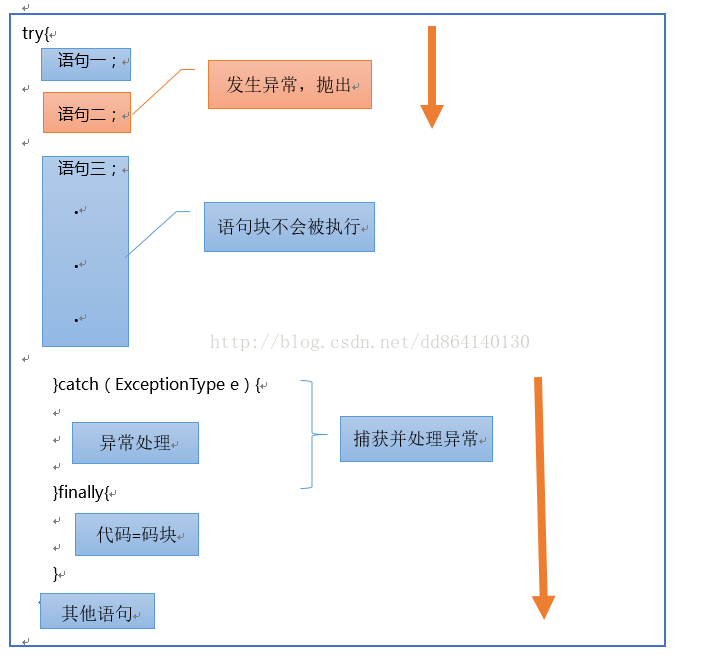 try{
语句一；
发生异常，抛出
语句二；
语句三；
.
语句块不会被执行
.
.
http://blog.csdn.net/dd864140130
}catch（ExceptionType e）{
异常处理
捕获并处理异常
}finally{
代码=码块
}
其他语句